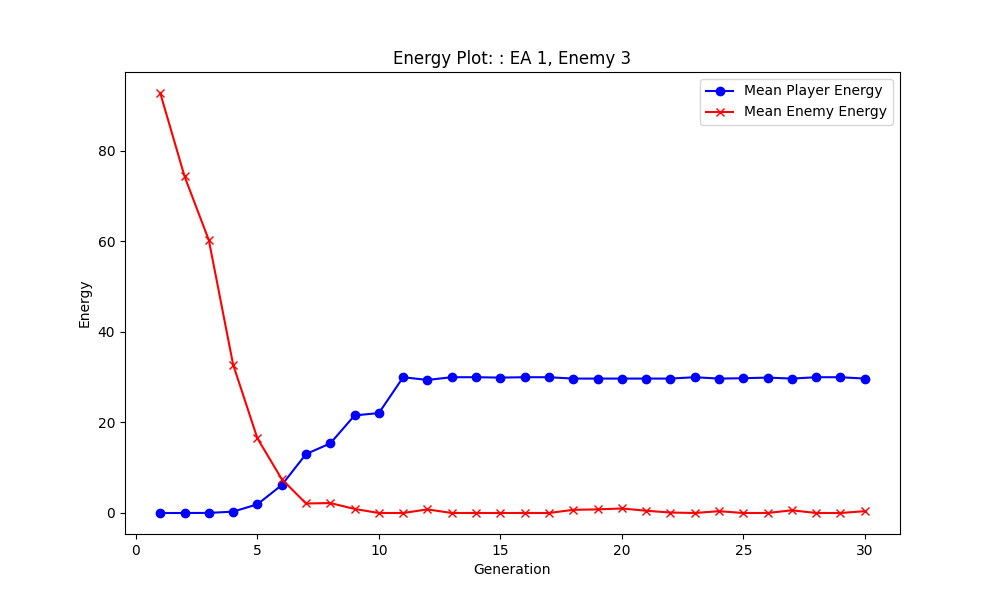 Energy Plot: : EA 1, Enemy 3
Mean Player Energy
Mean Enemy Energy
Energy
80
60
40
20
0
0 5 10 15 20 25 30
Generation